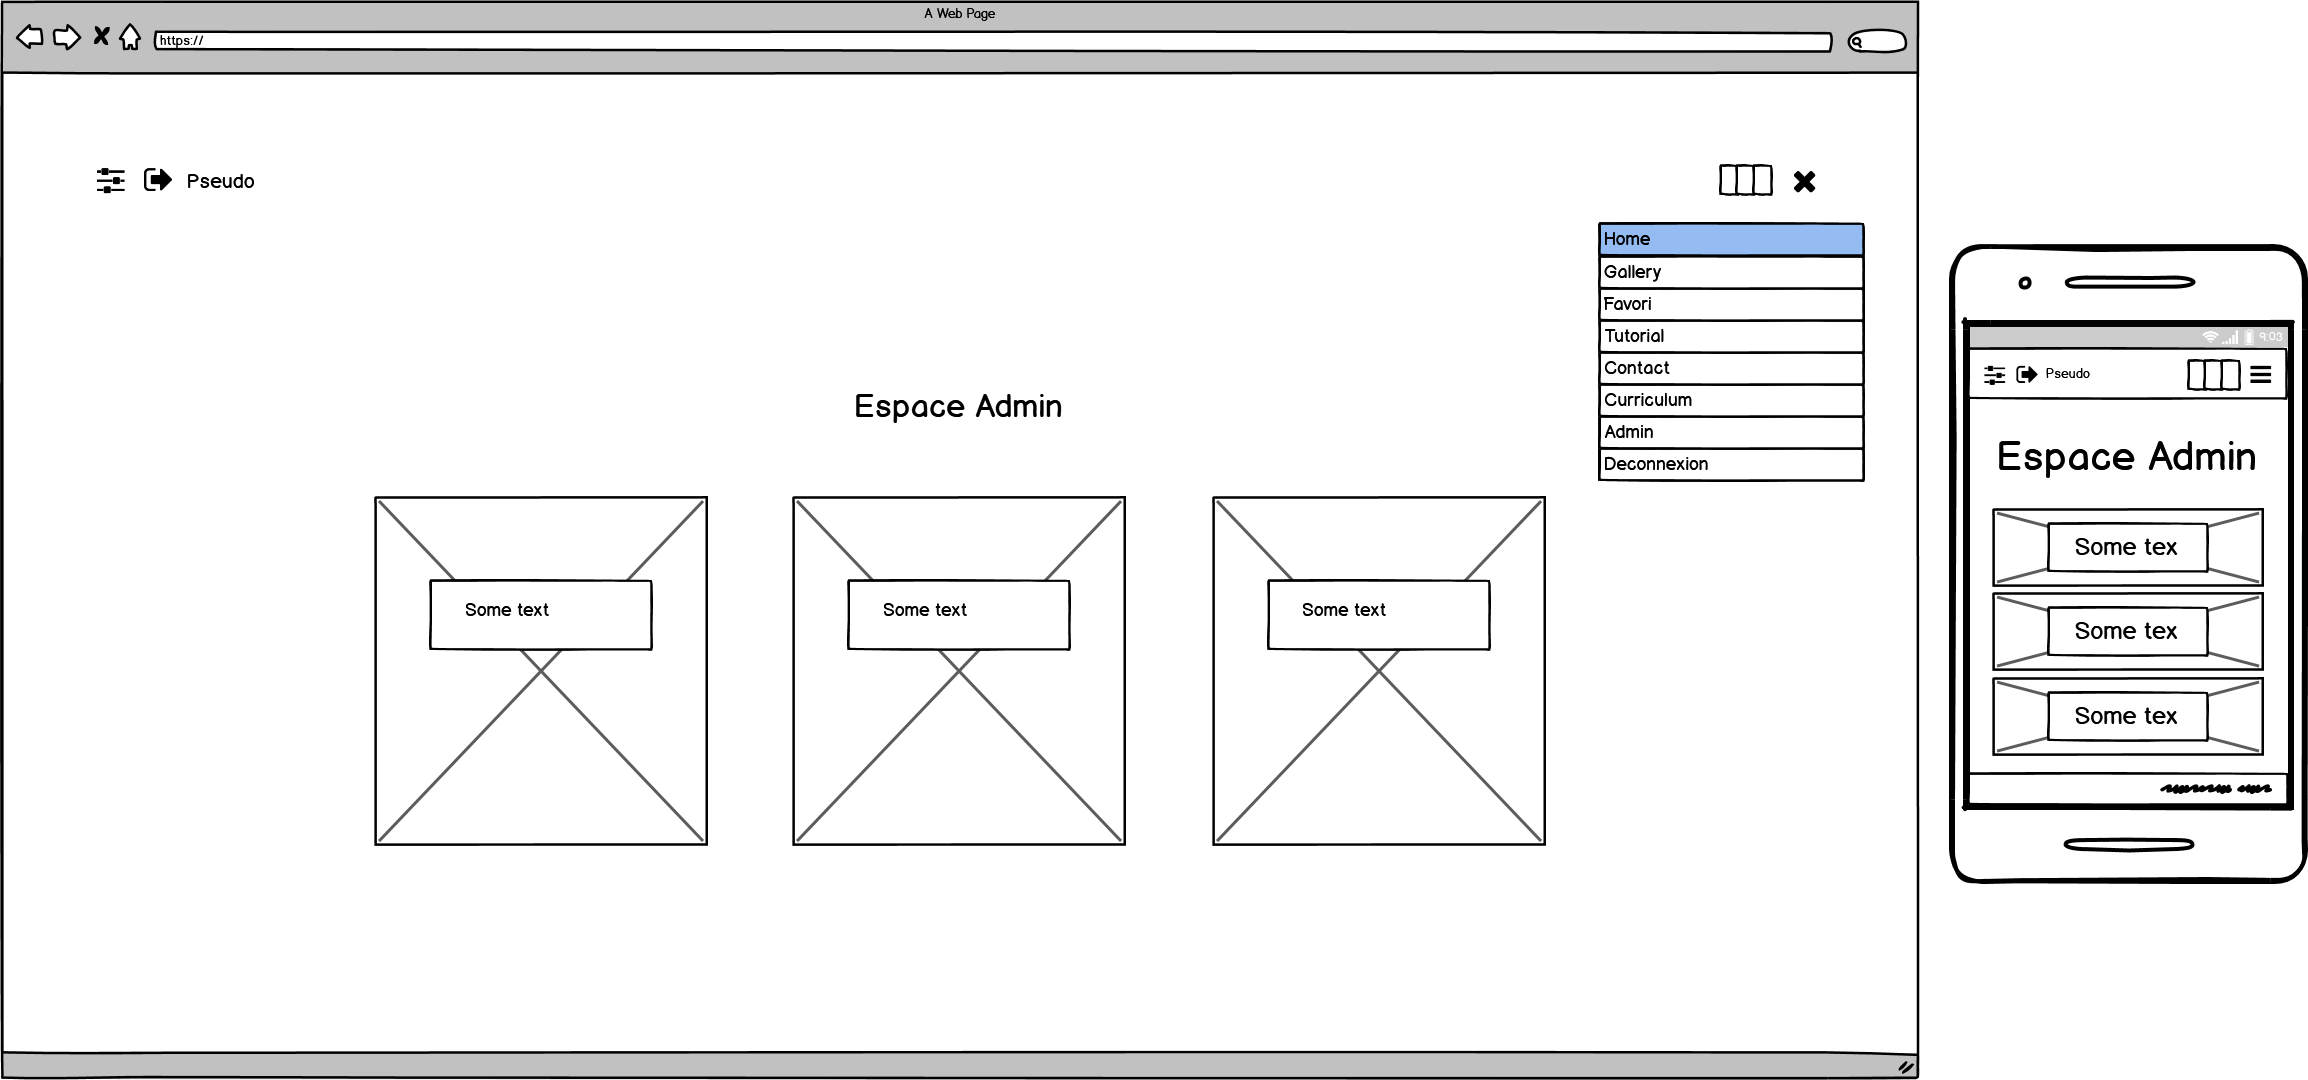 A Web Page
https://
Pseudo
Home
Gallery
Favori
Tutorial
Contact
Curriculum
Admin
Deconnexion
Espace Admin
Some text
Some text
Some text
9:03
Pseudo
Espace Admin
Some tex
Some tex
Some tex